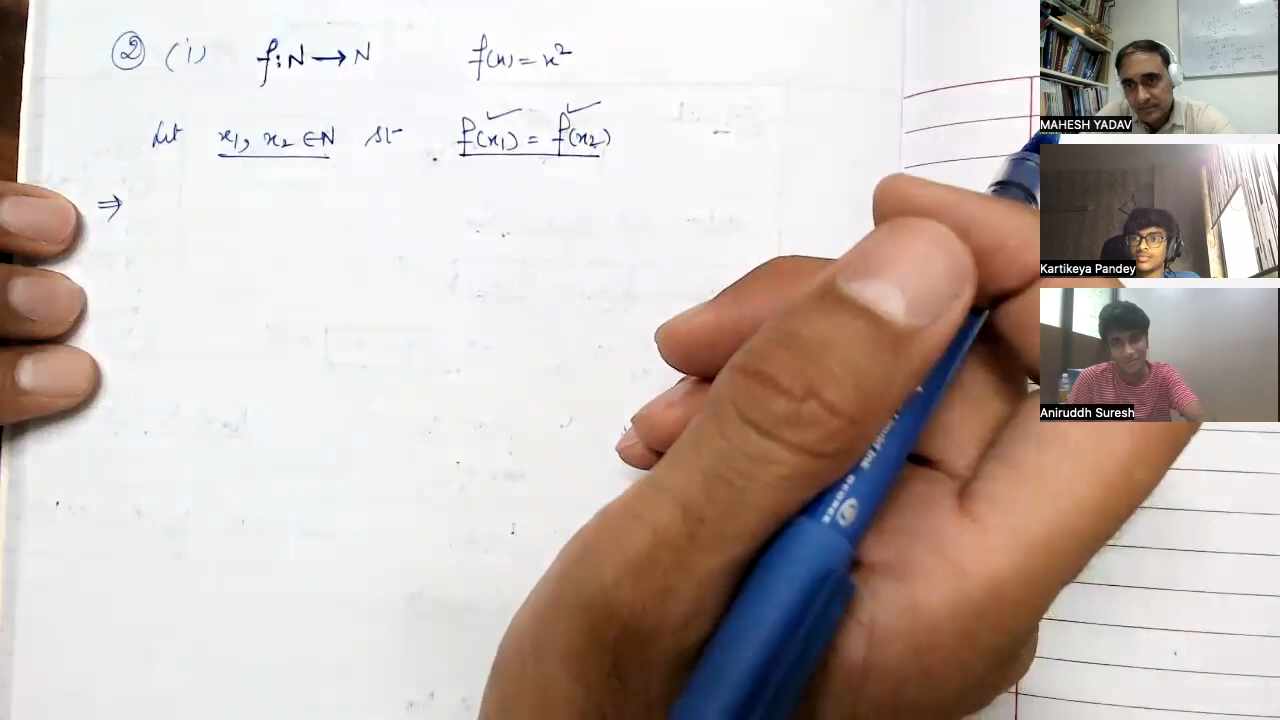 ② (i) f: N → N f(x) = x²
Let x₁, x₂ ∈ N st f(x₁) = f(x₂)
⇒
MAHESH YADAV
Kartikeya Pandey
Aniruddh Suresh